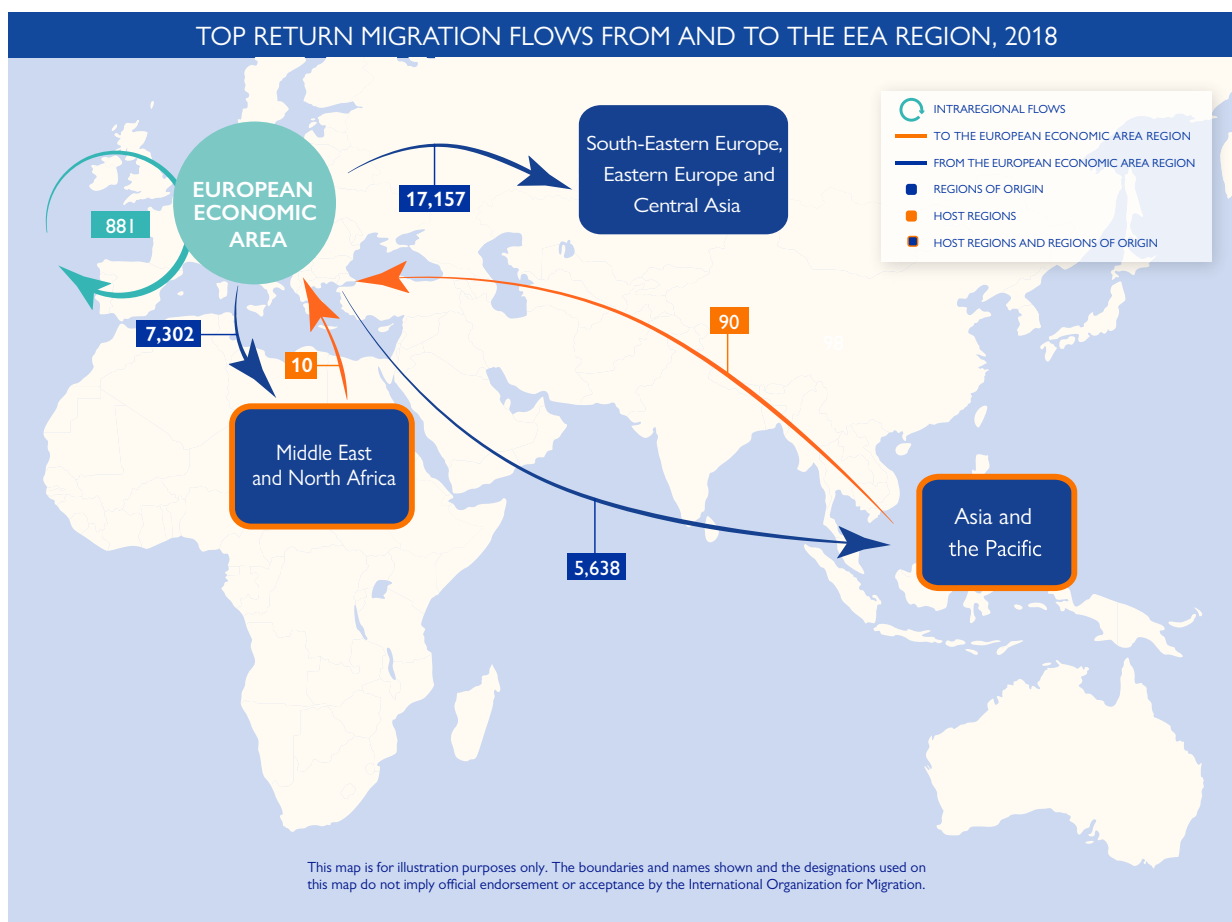 TOP RETURN MIGRATION FLOWS FROM AND TO THE EEA REGION, 2018
INTRAREGIONAL FLOWS
TO THE EUROPEAN ECONOMIC AREA REGION
FROM THE EUROPEAN ECONOMIC AREA REGION
REGIONS OF ORIGIN
HOST REGIONS
HOST REGIONS AND REGIONS OF ORIGIN
South-Eastern Europe,
Eastern Europe and
Central Asia
17,157
EUROPEAN
ECONOMIC
AREA
881
7,302
10
90
98
Middle East
and North Africa
Asia and
the Pacific
5,638
This map is for illustration purposes only. The boundaries and names shown and the designations used on
this map do not imply official endorsement or acceptance by the International Organization for Migration.